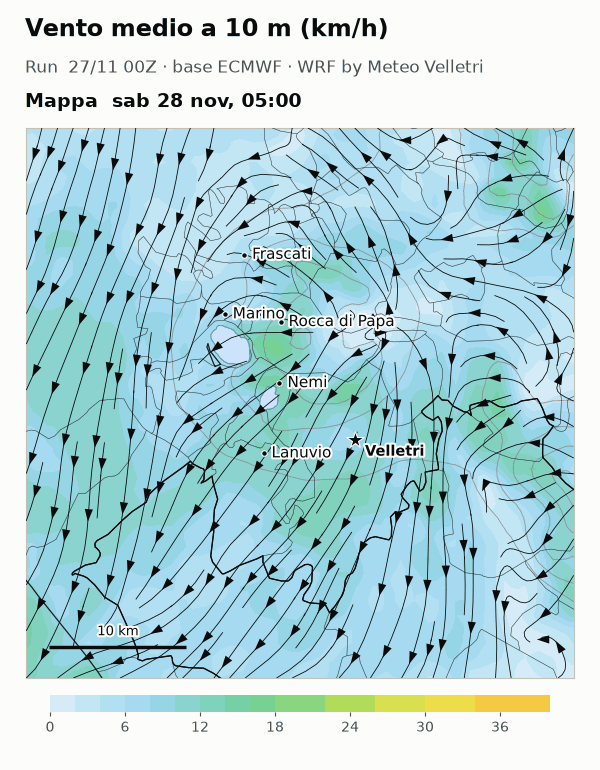 Vento medio a 10 m (km/h)
Run  27/11 00Z · base ECMWF · WRF by Meteo Velletri
Mappa  sab 28 nov, 05:00
Frascati
Marino
Rocca di Papa
Nemi
Velletri
Lanuvio
10 km
0 6 12 18 24 30 36